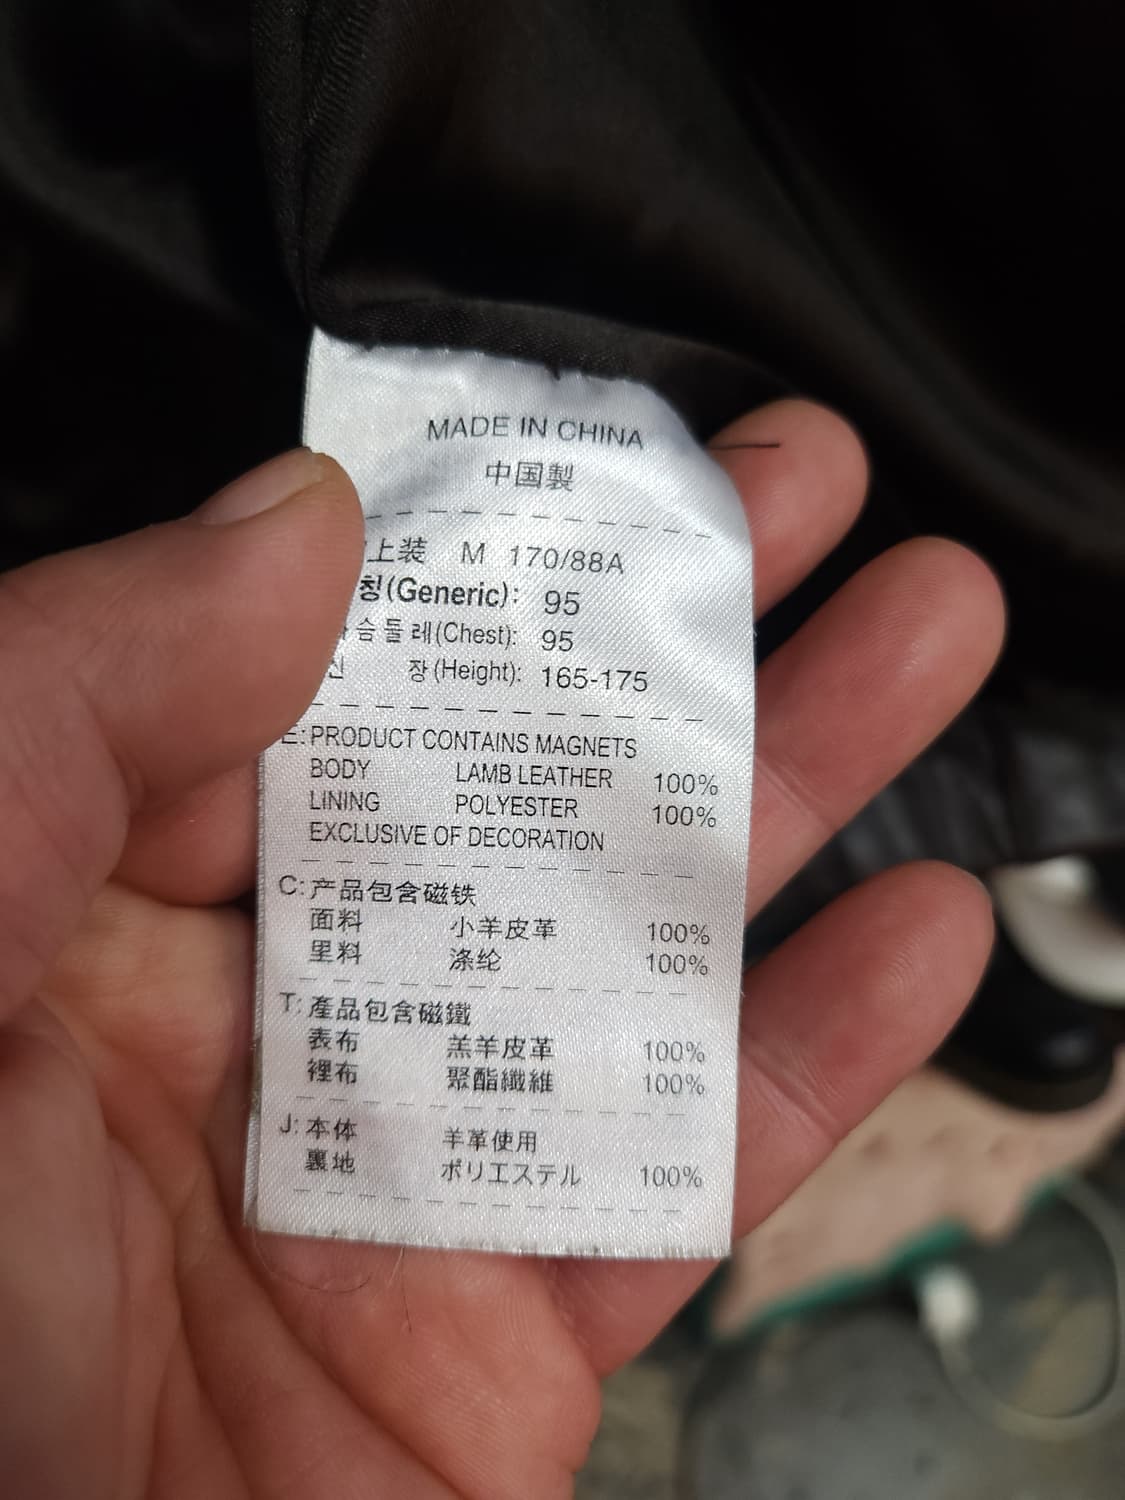 MADE IN CHINA
中国製
上装 M 170/88A
칭(Generic): 95
슴둘레(Chest): 95
신 장(Height): 165-175
E: PRODUCT CONTAINS MAGNETS
BODY LAMB LEATHER 100%
LINING POLYESTER 100%
EXCLUSIVE OF DECORATION
C: 产品包含磁铁
面料 小羊皮革 100%
里料 涤纶 100%
T: 產品包含磁鐵
表布 羔羊皮革 100%
裡布 聚酯纖維 100%
J: 本体 羊革使用
裏地 ポリエステル 100%